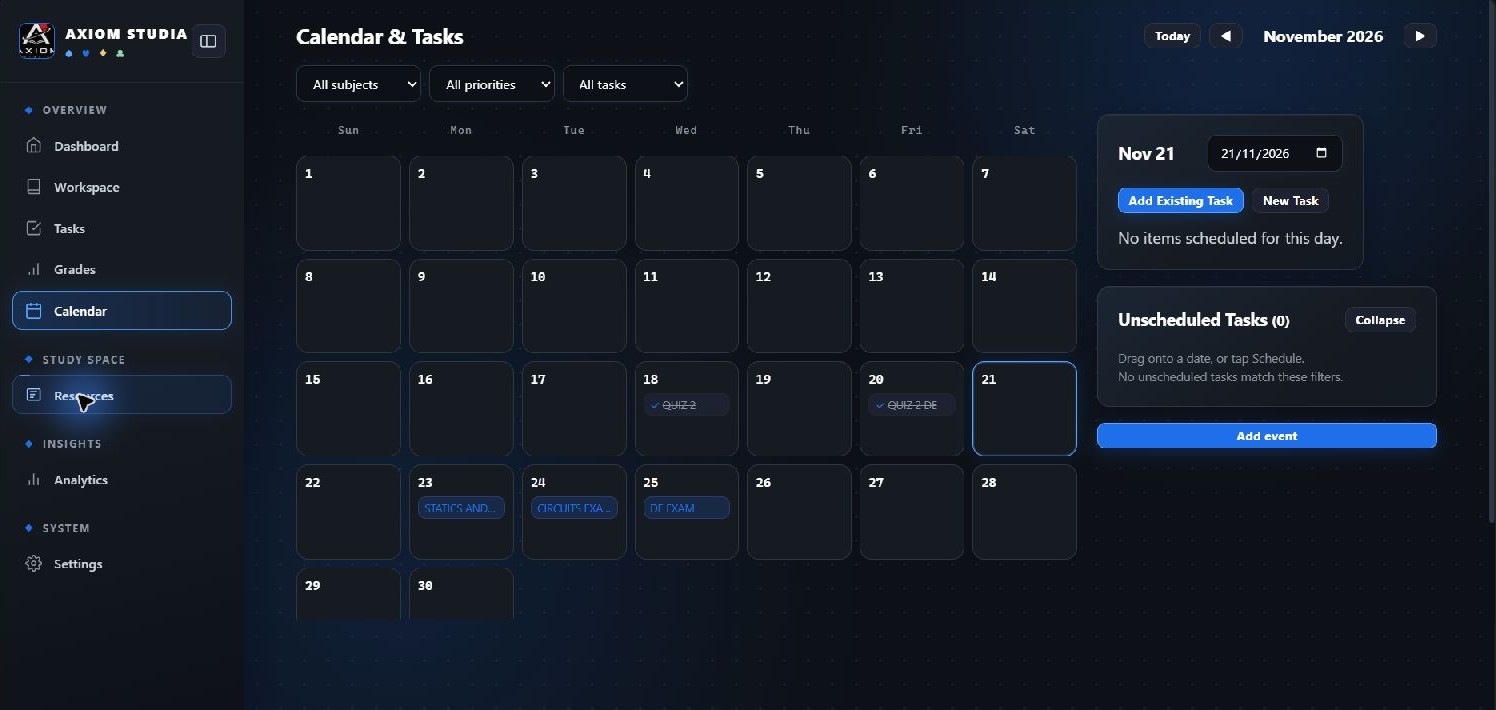 AXIOM STUDIA
OVERVIEW
Dashboard
Workspace
Tasks
Grades
Calendar
STUDY SPACE
Resources
INSIGHTS
Analytics
SYSTEM
Settings
Calendar & Tasks
Today ◀ November 2026 ▶
All subjects All priorities All tasks
Sun Mon Tue Wed Thu Fri Sat
1 2 3 4 5 6 7
8 9 10 11 12 13 14
15 16 17 18 19 20 21
✓ QUIZ 2 ✓ QUIZ 2 DE
22 23 24 25 26 27 28
STATICS AND... CIRCUITS EXA... DE EXAM
29 30
Nov 21 21/11/2026
Add Existing Task New Task
No items scheduled for this day.
Unscheduled Tasks (0) Collapse
Drag onto a date, or tap Schedule.
No unscheduled tasks match these filters.
Add event